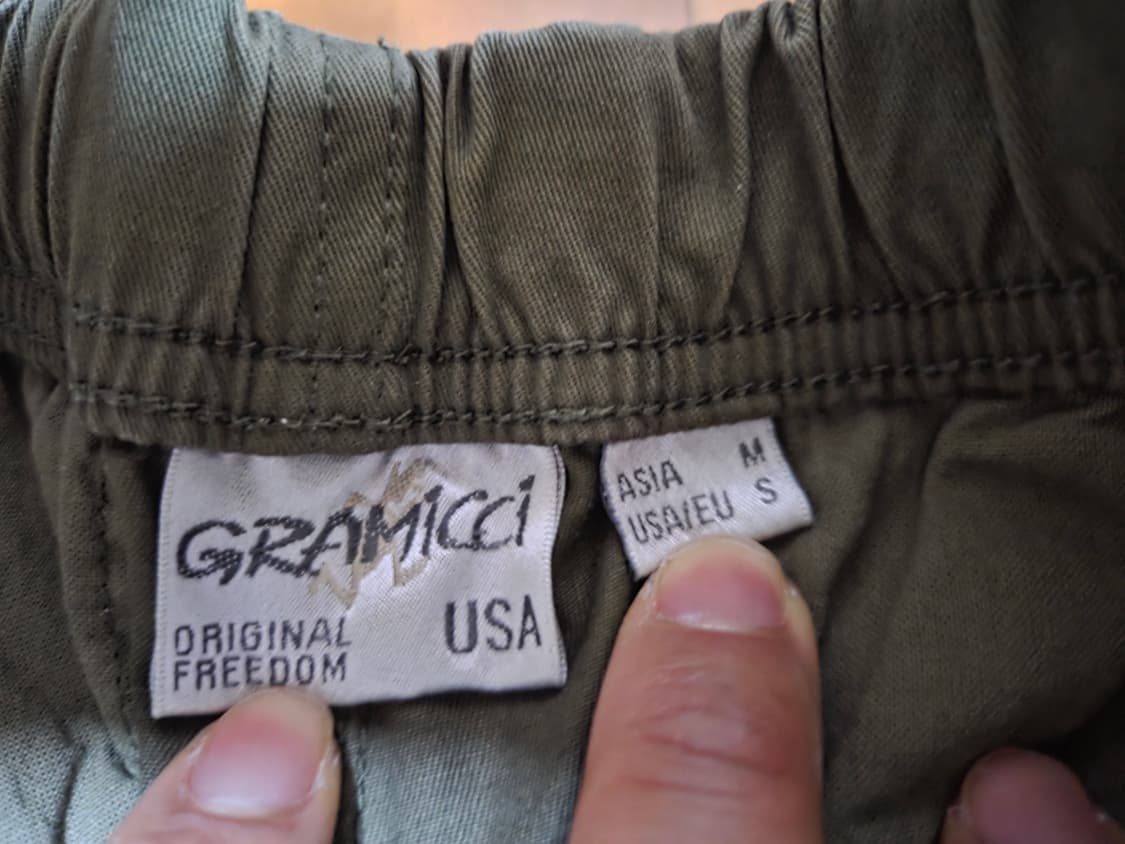 GRAMICCI
ORIGINAL
FREEDOM
USA
ASIA M
USA/EU S